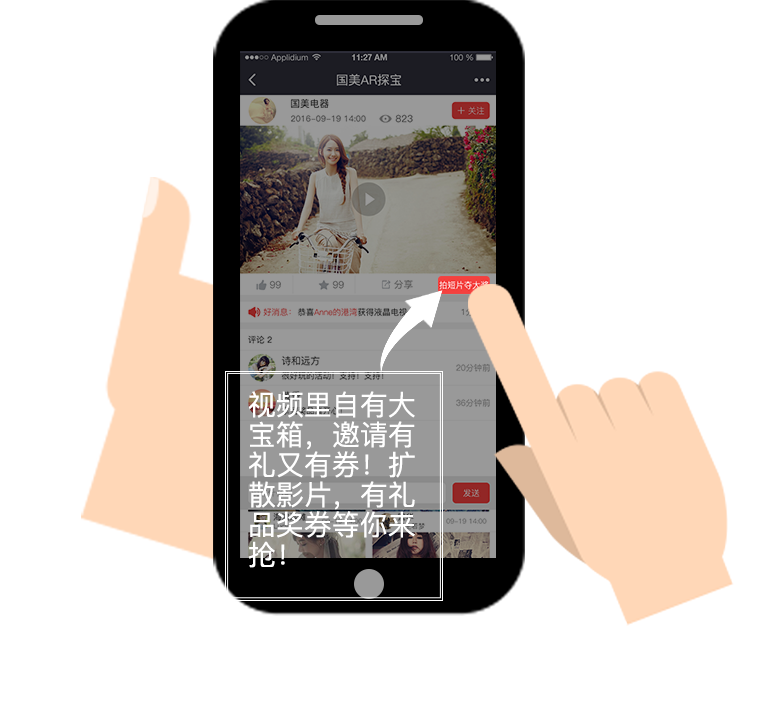 ●●●○○ Applidium 11:27 AM 100 %
国美AR探宝
国美电器
2016-09-19 14:00 823
+ 关注
99 99 分享 拍短片夺大奖
好消息: 恭喜Anne的港湾获得液晶电视
评论 2
诗和远方
20分钟前
很好玩的活动！支持！支持！
36分钟前
视频里自有大
宝箱，邀请有
礼又有券！扩
散影片，有礼
品奖券等你来
抢！
发送
09-19 14:00